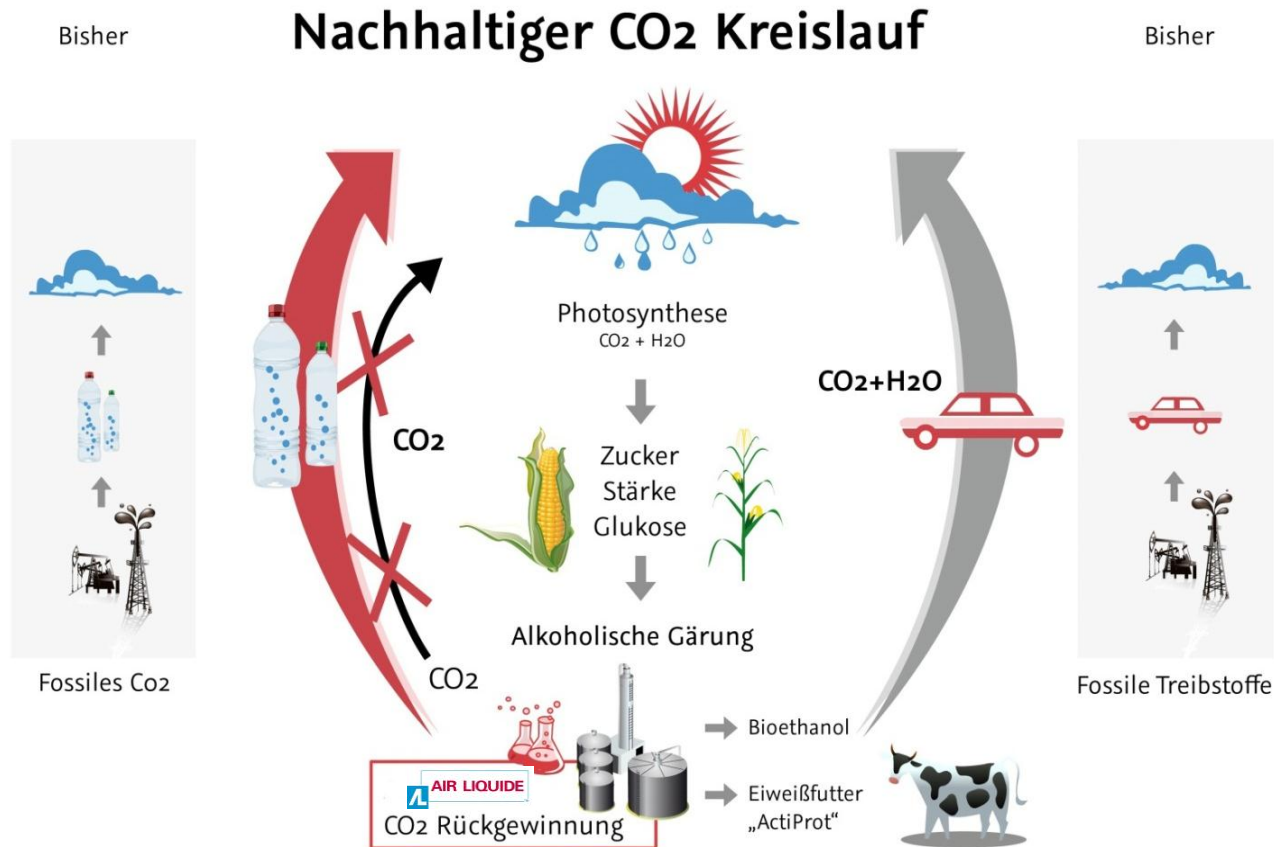 Bisher
Nachhaltiger CO2 Kreislauf
Bisher
Photosynthese
CO2 + H2O
CO2+H2O
CO2
Zucker
Stärke
Glukose
Alkoholische Gärung
CO2
Fossiles Co2
Fossile Treibstoffe
Bioethanol
AIR LIQUIDE
CO2 Rückgewinnung
Eiweißfutter
„ActiProt“